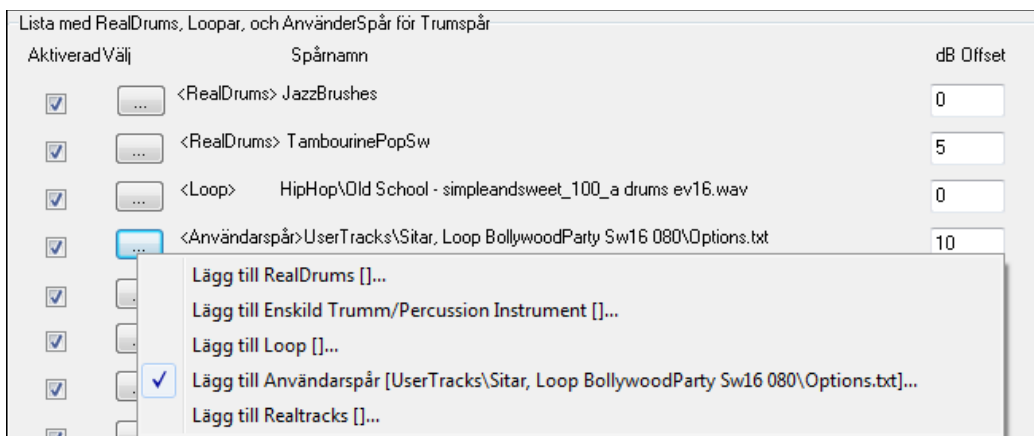 Lista med RealDrums, Loopar, och AnvänderSpår för Trumspår
Aktiverad Välj Spårnamn dB Offset
... <RealDrums> JazzBrushes 0
... <RealDrums> TambourinePopSw 5
... <Loop> HipHop\Old School - simpleandsweet_100_a drums ev16.wav 0
... <Användarspår>UserTracks\Sitar, Loop BollywoodParty Sw16 080\Options.txt 10
Lägg till RealDrums []...
Lägg till Enskild Trumm/Percussion Instrument []...
Lägg till Loop []...
Lägg till Användarspår [UserTracks\Sitar, Loop BollywoodParty Sw16 080\Options.txt]...
Lägg till Realtracks []...